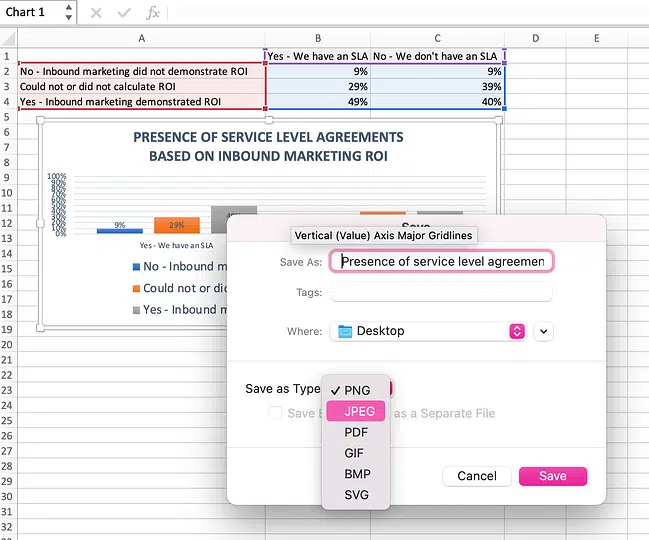 Chart 1
fx
A B C D E
1 Yes - We have an SLA No - We don't have an SLA
2 No - Inbound marketing did not demonstrate ROI 9% 9%
3 Could not or did not calculate ROI 29% 39%
4 Yes - Inbound marketing demonstrated ROI 49% 40%
5
6 PRESENCE OF SERVICE LEVEL AGREEMENTS
7
8 BASED ON INBOUND MARKETING ROI
9 100%
90%
80%
10 70%
60%
11 50%
40%
12 30%
20%
13 10%
0%
9% 29%
Yes - We have an SLA
14
15 No - Inbound m
16 Could not or did
17
18 Yes - Inbound m
19
20
21
22
23
24
25
26
27
28
29
30
31
32
Save
Vertical (Value) Axis Major Gridlines
Save As: Presence of service level agreemen
Tags:
Where: Desktop
Save as Type
✓ PNG
JPEG
PDF
GIF
BMP
SVG
Save as a Separate File
Cancel Save